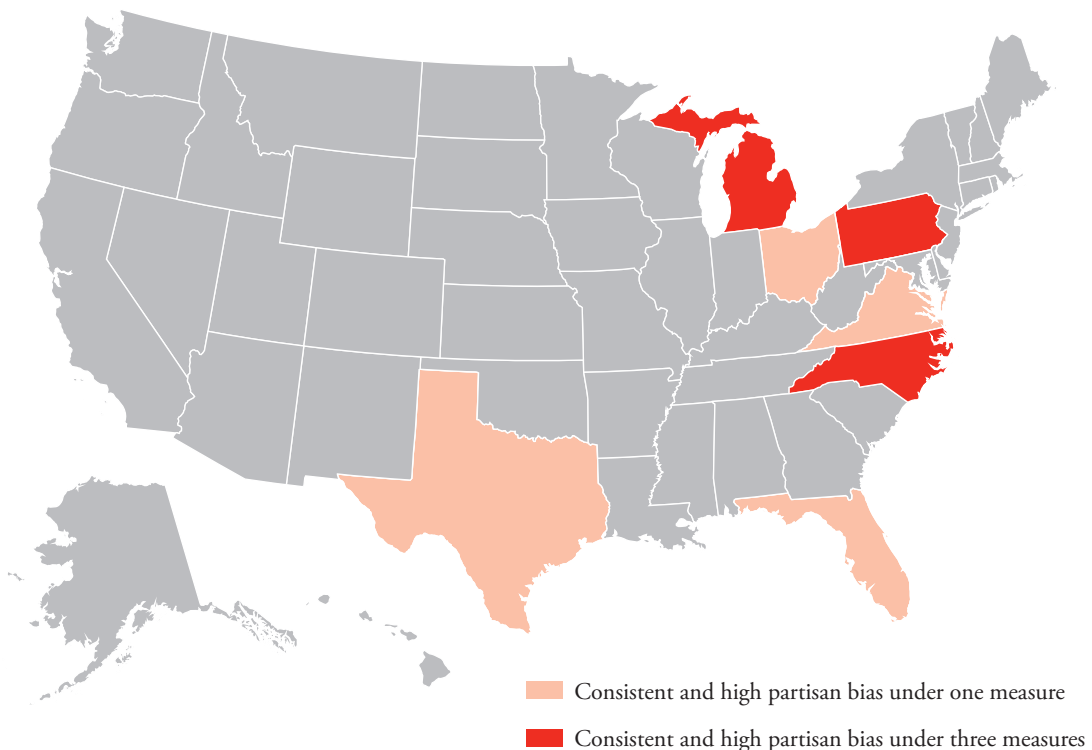 Consistent and high partisan bias under one measure
Consistent and high partisan bias under three measures